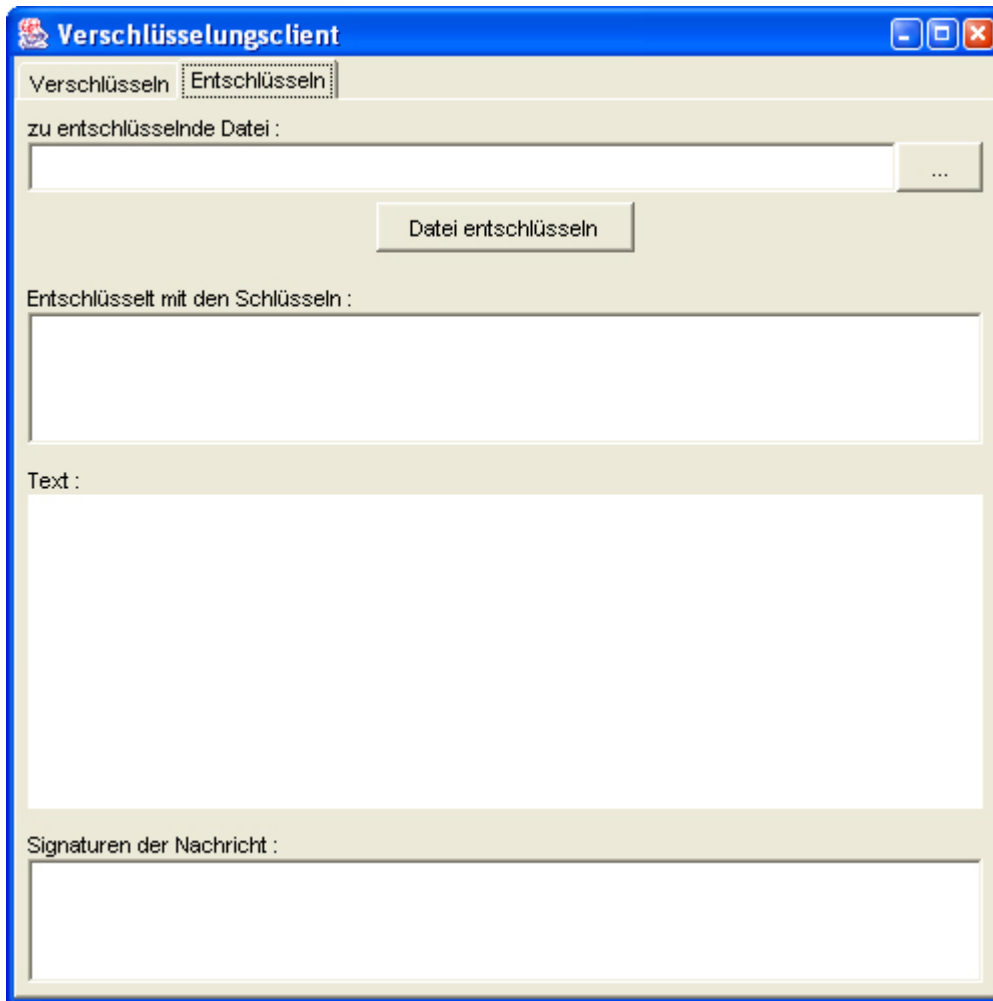 Verschlüsselungsclient
Verschlüsseln Entschlüsseln
zu entschlüsselnde Datei :
...
Datei entschlüsseln
Entschlüsselt mit den Schlüsseln :
Text :
Signaturen der Nachricht :